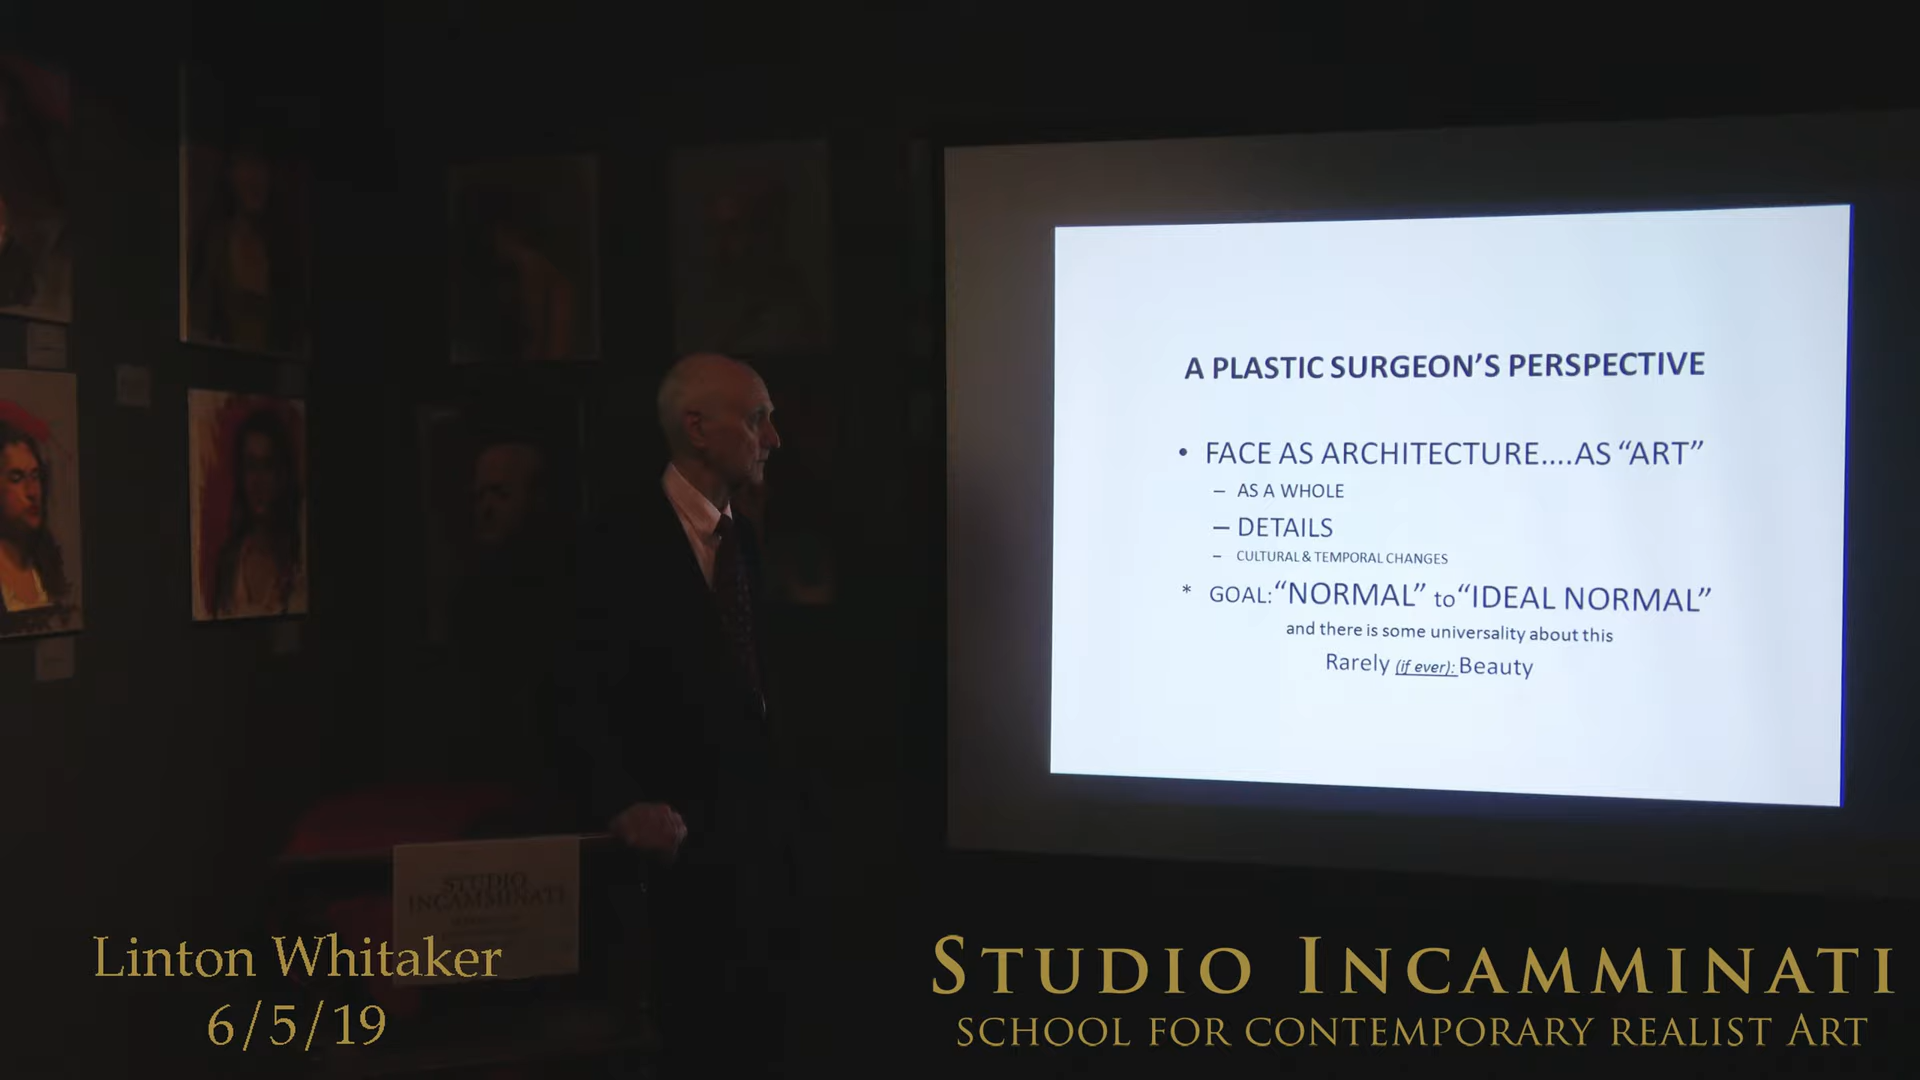 A PLASTIC SURGEON'S PERSPECTIVE
• FACE AS ARCHITECTURE....AS “ART”
– AS A WHOLE
– DETAILS
– CULTURAL & TEMPORAL CHANGES
* GOAL: “NORMAL” to “IDEAL NORMAL”
and there is some universality about this
Rarely (if ever): Beauty
STUDIO
INCAMMINATI
Linton Whitaker
6/5/19
STUDIO INCAMMINATI
SCHOOL FOR CONTEMPORARY REALIST ART